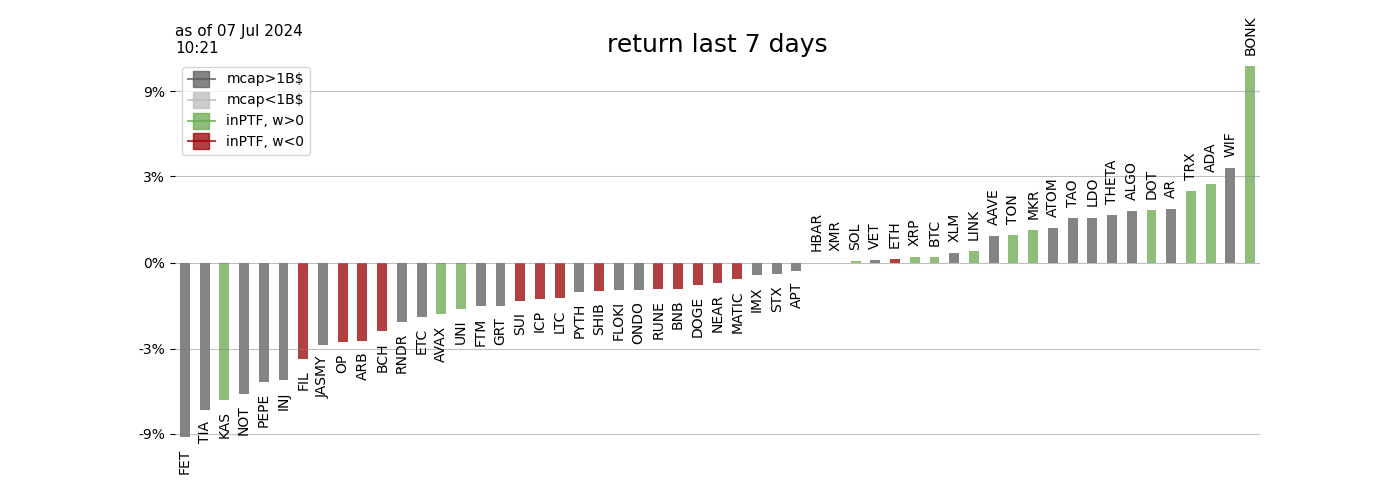 as of 07 Jul 2024
10:21
return last 7 days
mcap>1B$
mcap<1B$
inPTF, w>0
inPTF, w<0
9%
3%
0%
-3%
-9%
FET
TIA
KAS
NOT
PEPE
INJ
FIL
JASMY
OP
ARB
BCH
RNDR
ETC
AVAX
UNI
FTM
GRT
SUI
ICP
LTC
PYTH
SHIB
FLOKI
ONDO
RUNE
BNB
DOGE
NEAR
MATIC
IMX
STX
APT
HBAR
XMR
SOL
VET
ETH
XRP
BTC
XLM
LINK
AAVE
TON
MKR
ATOM
TAO
LDO
THETA
ALGO
DOT
AR
TRX
ADA
WIF
BONK